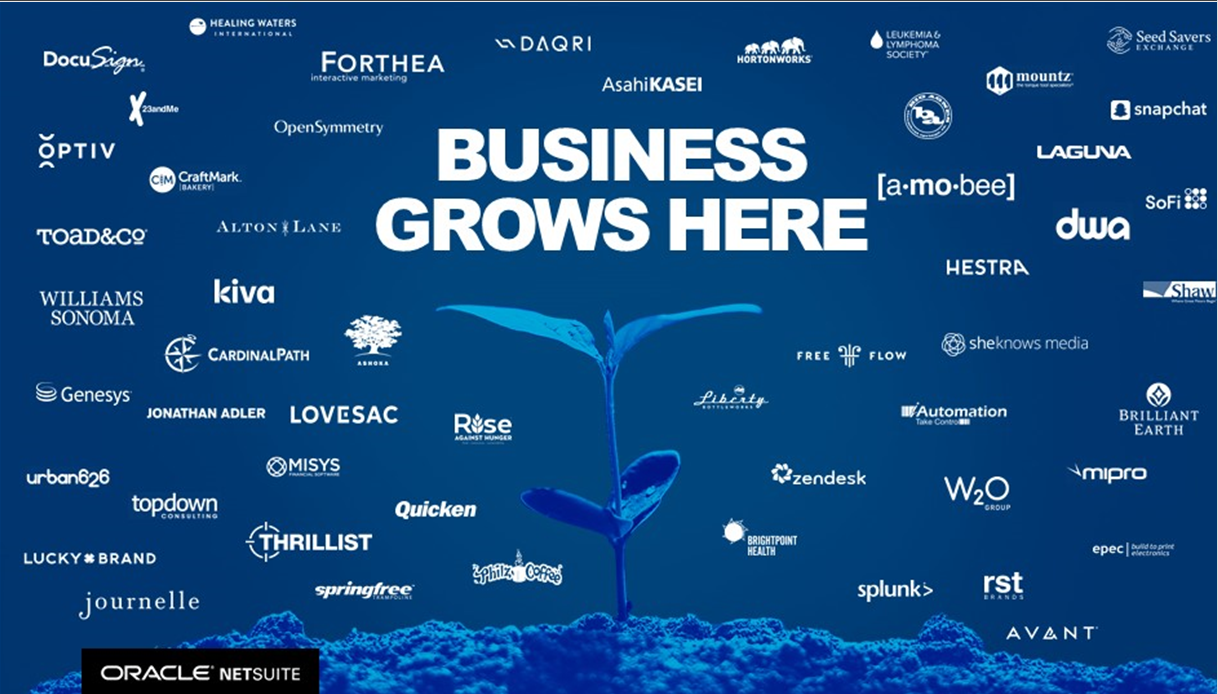 HEALING WATERS
INTERNATIONAL
DocuSign
FORTHEA
interactive marketing
DAQRI
HORTONWORKS
LEUKEMIA &
LYMPHOMA
SOCIETY
Seed Savers
EXCHANGE
AsahiKASEI
mountz
23andMe
snapchat
OpenSymmetry
BIG AGNES
OPTIV
BUSINESS
GROWS HERE
LAGUNA
CM
CraftMark
BAKERY
[a·mo·bee]
SoFi
TOAD&CO
ALTON LANE
dwa
HESTRA
WILLIAMS
SONOMA
kiva
Shaw
CARDINALPATH
ASHOKA
FREE FLOW
sheknows media
Genesys
JONATHAN ADLER
LOVESAC
Rise
AGAINST HUNGER
Liberty
BOTTLEWORKS
Automation
Take Control
BRILLIANT
EARTH
urban626
MISYS
FINANCIAL SOFTWARE
zendesk
mipro
topdown
CONSULTING
Quicken
W2O
GROUP
THRILLIST
BRIGHTPOINT
HEALTH
LUCKY BRAND
epec | build to print
electronics
Philz Coffee
springfree
TRAMPOLINE
splunk>
rst
BRANDS
journelle
AVANT
ORACLE NETSUITE